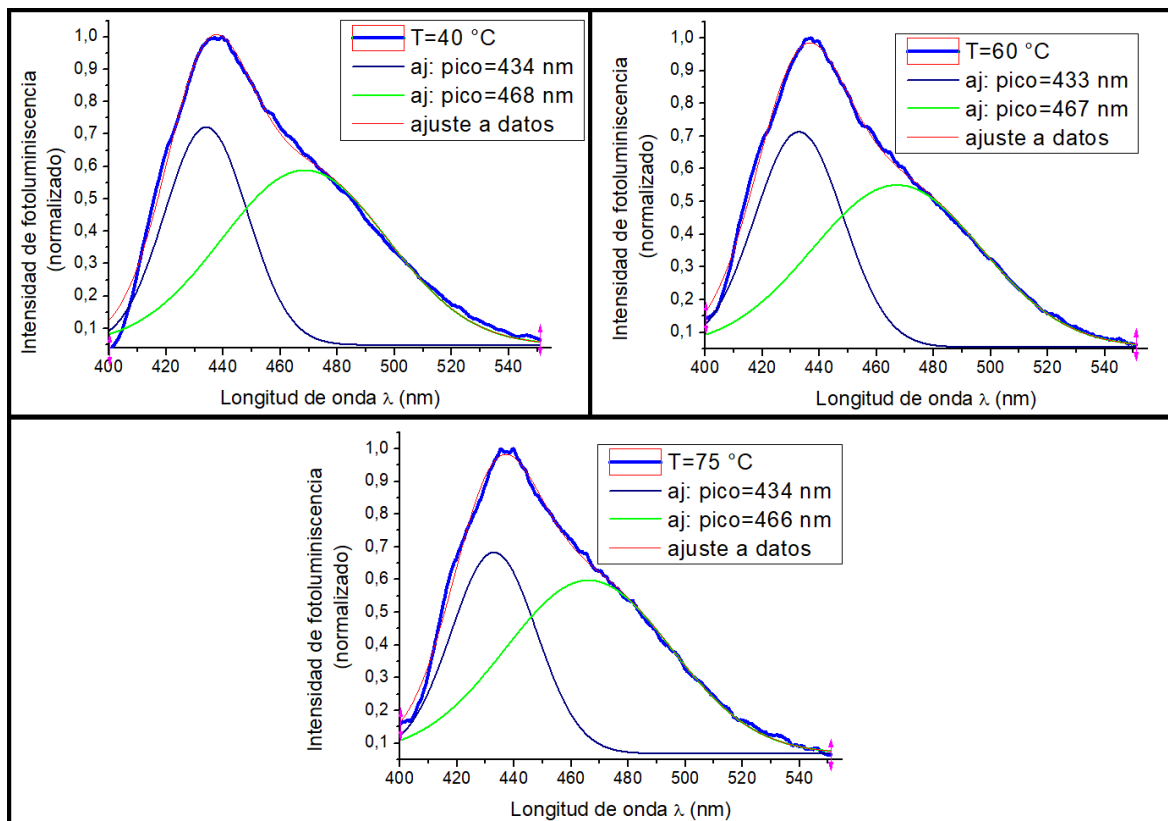 Intensidad de fotoluminiscencia
(normalizado)
1,0
0,9
0,8
0,7
0,6
0,5
0,4
0,3
0,2
0,1
T=40 °C
aj: pico=434 nm
aj: pico=468 nm
ajuste a datos
400 420 440 460 480 500 520 540
Longitud de onda λ (nm)
Intensidad de fotoluminiscencia
(normalizado)
1,0
0,9
0,8
0,7
0,6
0,5
0,4
0,3
0,2
0,1
T=60 °C
aj: pico=433 nm
aj: pico=467 nm
ajuste a datos
400 420 440 460 480 500 520 540
Longitud de onda λ (nm)
Intensidad de fotoluminiscencia
(normalizado)
1,0
0,9
0,8
0,7
0,6
0,5
0,4
0,3
0,2
0,1
T=75 °C
aj: pico=434 nm
aj: pico=466 nm
ajuste a datos
400 420 440 460 480 500 520 540
Longitud de onda λ (nm)